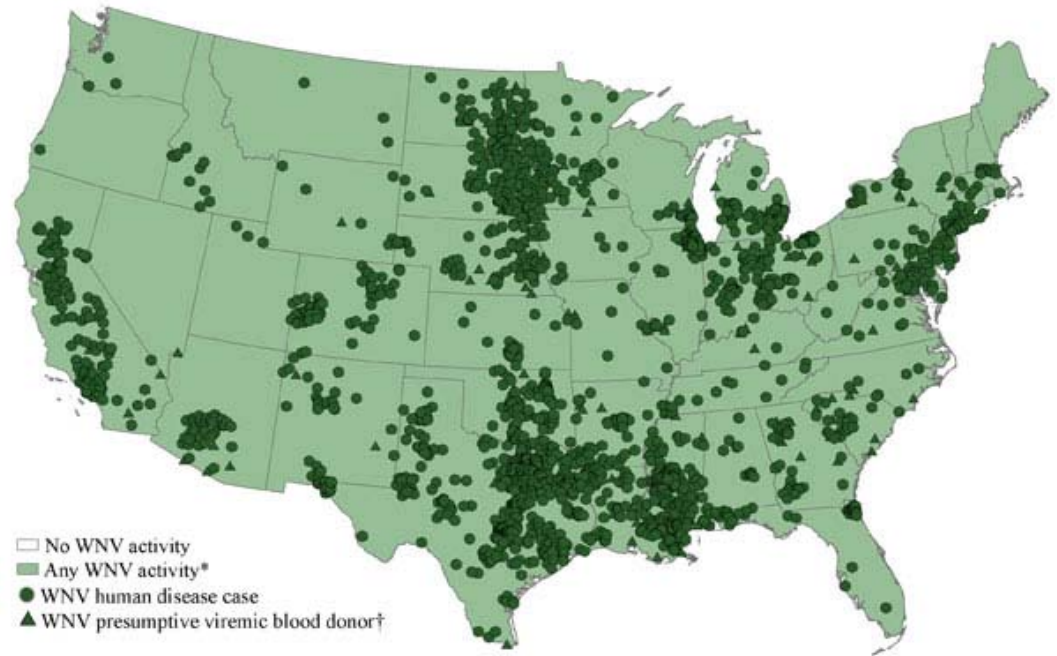 No WNV activity
Any WNV activity*
WNV human disease case
WNV presumptive viremic blood donor†